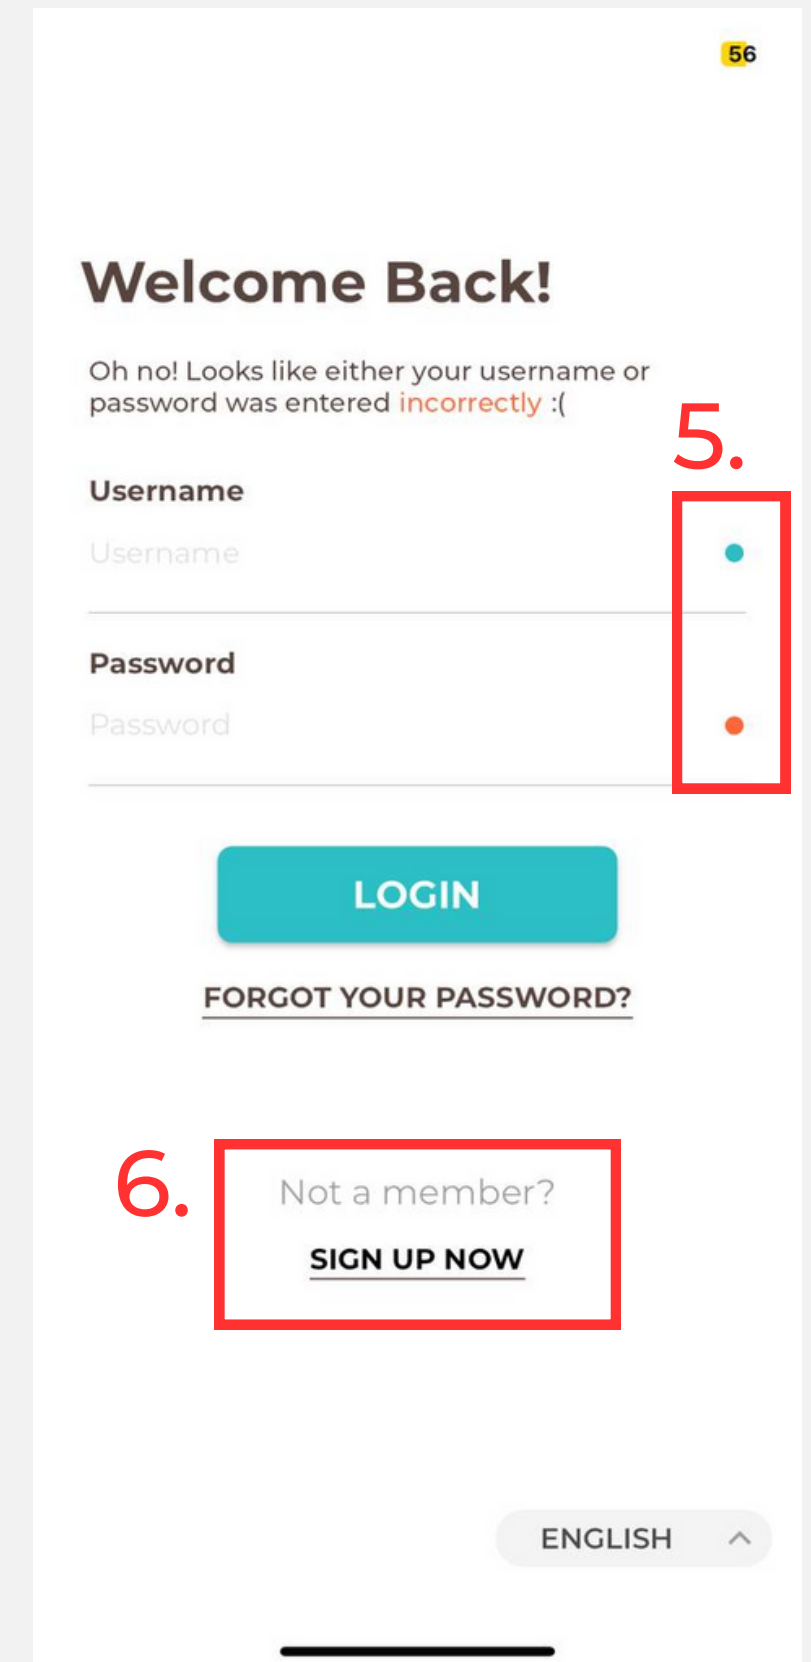 56
Welcome Back!
Oh no! Looks like either your username or
password was entered incorrectly :(
5.
Username
Username
Password
Password
LOGIN
FORGOT YOUR PASSWORD?
6.
Not a member?
SIGN UP NOW
ENGLISH